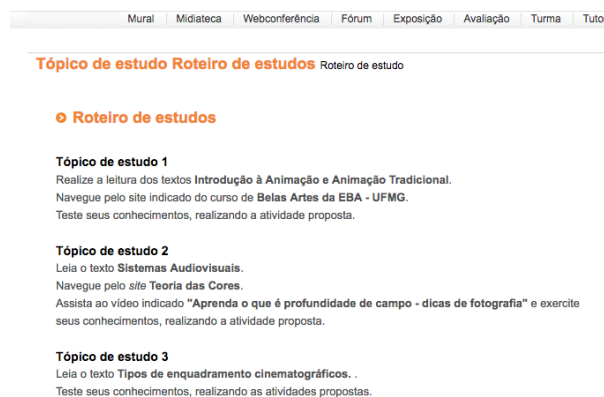 Mural Midiateca Webconferência Fórum Exposição Avaliação Turma Tuto
Tópico de estudo Roteiro de estudos Roteiro de estudo
Roteiro de estudos
Tópico de estudo 1
Realize a leitura dos textos Introdução à Animação e Animação Tradicional.
Navegue pelo site indicado do curso de Belas Artes da EBA - UFMG.
Teste seus conhecimentos, realizando a atividade proposta.
Tópico de estudo 2
Leia o texto Sistemas Audiovisuais.
Navegue pelo site Teoria das Cores.
Assista ao vídeo indicado "Aprenda o que é profundidade de campo - dicas de fotografia" e exercite
seus conhecimentos, realizando a atividade proposta.
Tópico de estudo 3
Leia o texto Tipos de enquadramento cinematográficos. .
Teste seus conhecimentos, realizando as atividades propostas.